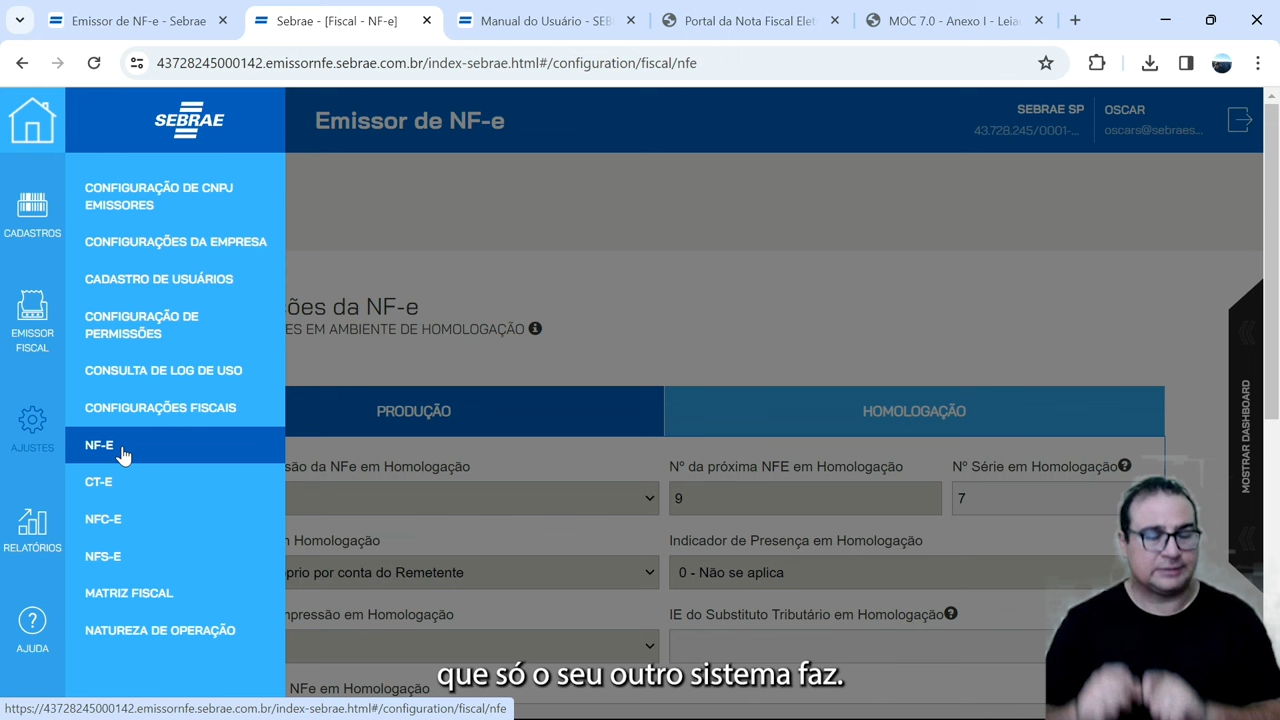 Emissor de NF-e - Sebrae
Sebrae - [Fiscal - NF-e]
Manual do Usuário - SEB
Portal da Nota Fiscal Elet
MOC 7.0 - Anexo I - Leia
43728245000142.emissornfe.sebrae.com.br/index-sebrae.html#/configuration/fiscal/nfe
SEBRAE
Emissor de NF-e
SEBRAE SP
43.728.245/0001-...
OSCAR
oscars@sebraes...
CADASTROS
EMISSOR
FISCAL
AJUSTES
RELATÓRIOS
AJUDA
CONFIGURAÇÃO DE CNPJ
EMISSORES
CONFIGURAÇÕES DA EMPRESA
CADASTRO DE USUÁRIOS
CONFIGURAÇÃO DE
PERMISSÕES
CONSULTA DE LOG DE USO
CONFIGURAÇÕES FISCAIS
NF-E
CT-E
NFC-E
NFS-E
MATRIZ FISCAL
NATUREZA DE OPERAÇÃO
ões da NF-e
ES EM AMBIENTE DE HOMOLOGAÇÃO
PRODUÇÃO
HOMOLOGAÇÃO
são da NFe em Homologação
Nº da próxima NFE em Homologação
Nº Série em Homologação
9
7
m Homologação
Indicador de Presença em Homologação
óprio por conta do Remetente
0 - Não se aplica
mpressão em Homologação
IE do Substituto Tributário em Homologação
NFe em Homologação
MOSTRAR DASHBOARD
que só o seu outro sistema faz.
https://43728245000142.emissornfe.sebrae.com.br/index-sebrae.html#/configuration/fiscal/nfe